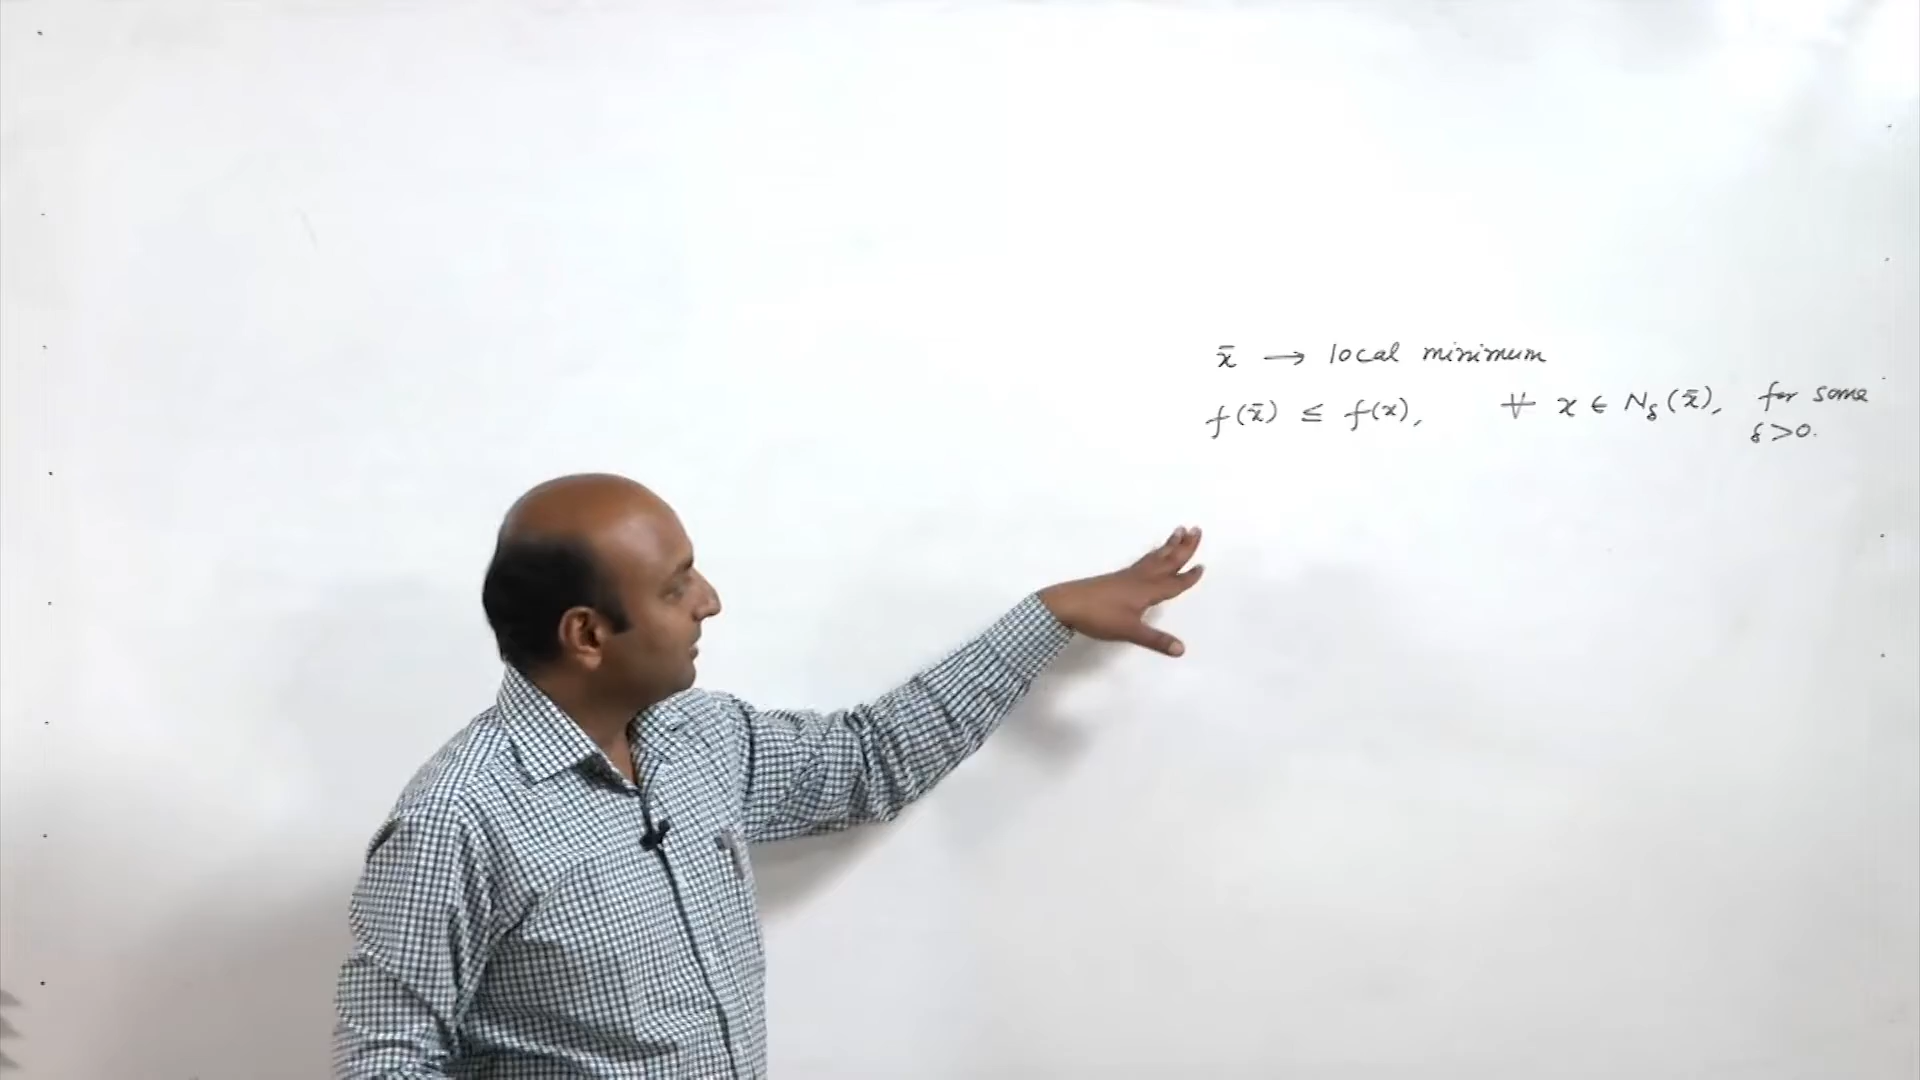 x̄ → local minimum
f(x̄) ≤ f(x), ∀ x ∈ N_δ(x̄), for some
δ>0.